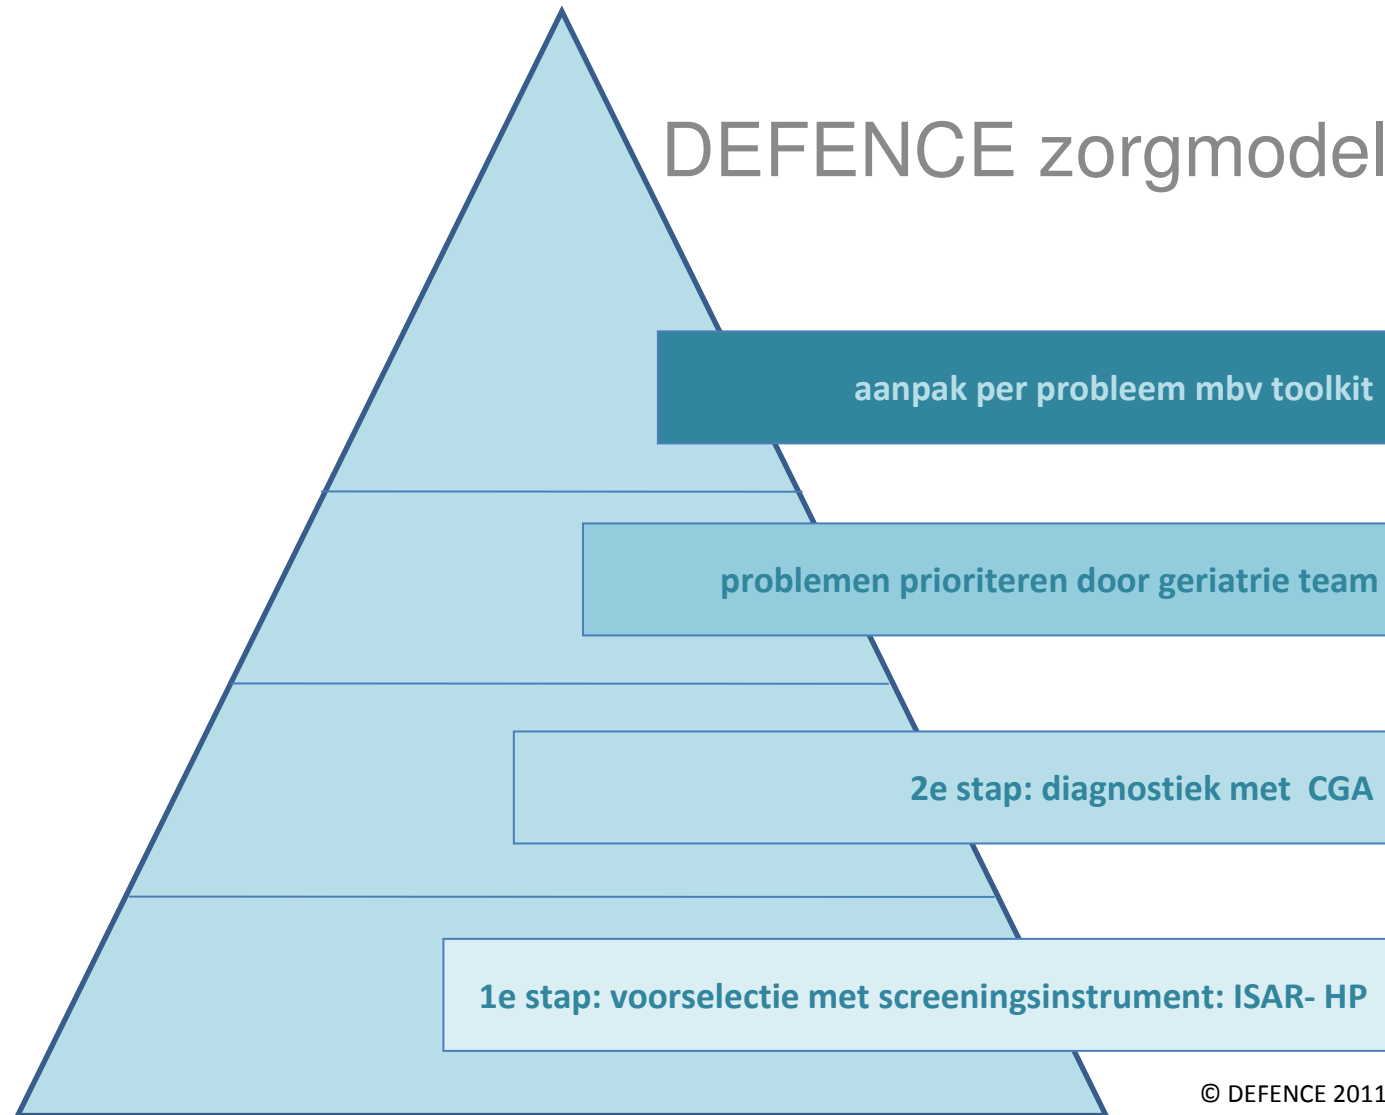 DEFENCE zorgmodel
aanpak per probleem mbv toolkit
problemen prioriteren door geriatrie team
2e stap: diagnostiek met CGA
1e stap: voorselectie met screeningsinstrument: ISAR- HP
© DEFENCE 2011